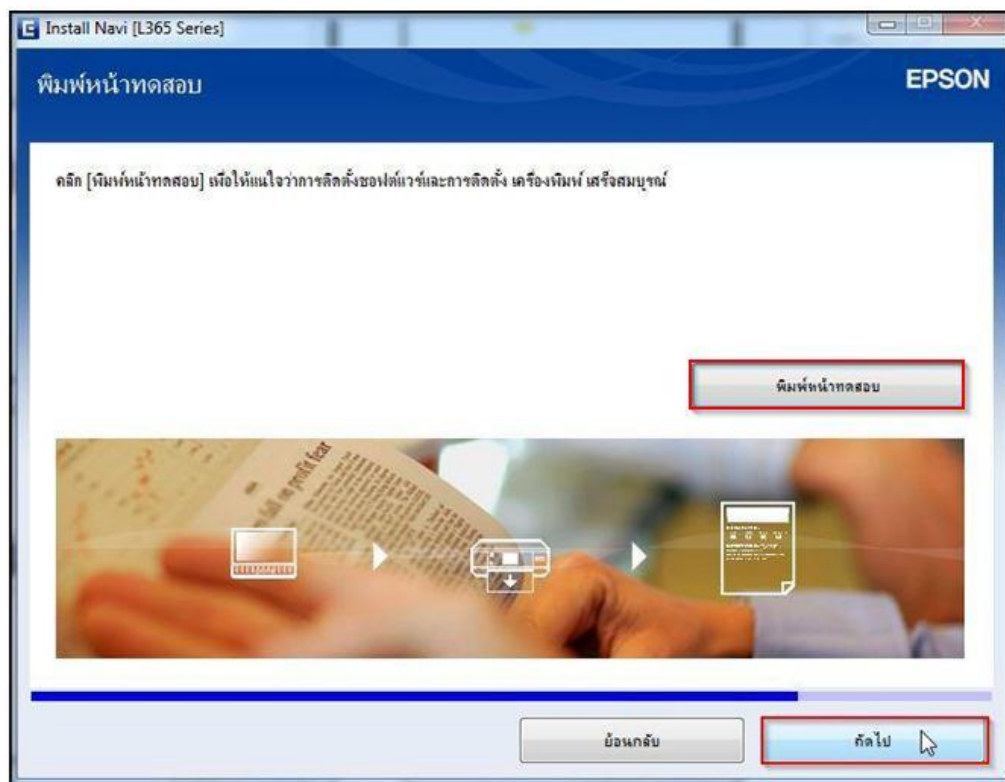 Install Navi [L365 Series]
พิมพ์หน้าทดสอบ
EPSON
คลิก [พิมพ์หน้าทดสอบ] เพื่อให้แน่ใจว่าการติดตั้งซอฟต์แวร์และการติดตั้ง เครื่องพิมพ์ เสร็จสมบูรณ์
พิมพ์หน้าทดสอบ
fall on profit fear
ย้อนกลับ
ถัดไป